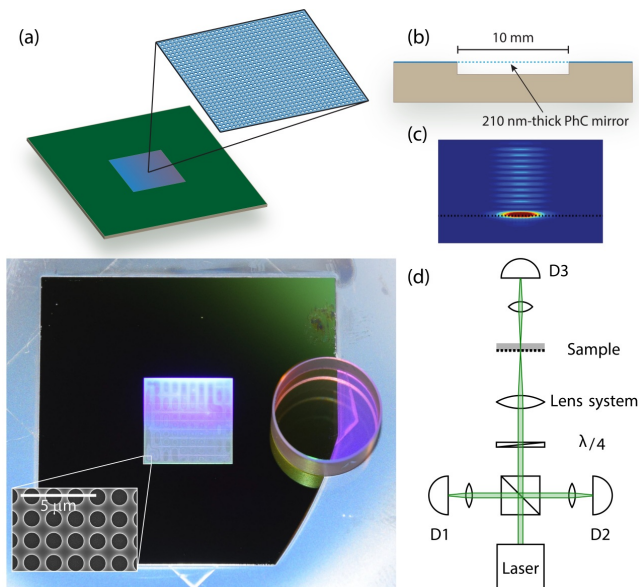 (a)
(b)
10 mm
210 nm-thick PhC mirror
(c)
(d)
D3
Sample
Lens system
λ/4
5 μm
D1
D2
Laser